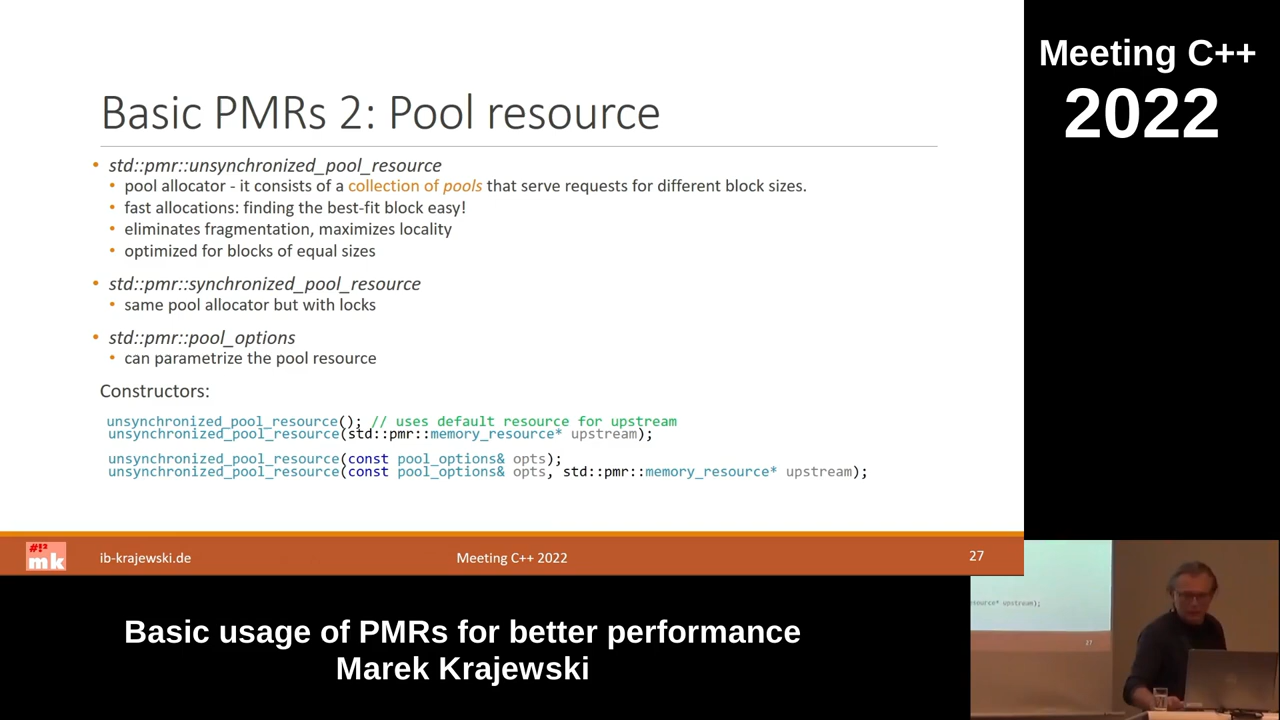 Meeting C++
2022
Basic PMRs 2: Pool resource
• std::pmr::unsynchronized_pool_resource
• pool allocator - it consists of a collection of pools that serve requests for different block sizes.
• fast allocations: finding the best-fit block easy!
• eliminates fragmentation, maximizes locality
• optimized for blocks of equal sizes
• std::pmr::synchronized_pool_resource
• same pool allocator but with locks
• std::pmr::pool_options
• can parametrize the pool resource
Constructors:
unsynchronized_pool_resource(); // uses default resource for upstream
unsynchronized_pool_resource(std::pmr::memory_resource* upstream);
unsynchronized_pool_resource(const pool_options& opts);
unsynchronized_pool_resource(const pool_options& opts, std::pmr::memory_resource* upstream);
#!²
mk
ib-krajewski.de
Meeting C++ 2022
27
esource* upstream);
27
Basic usage of PMRs for better performance
Marek Krajewski